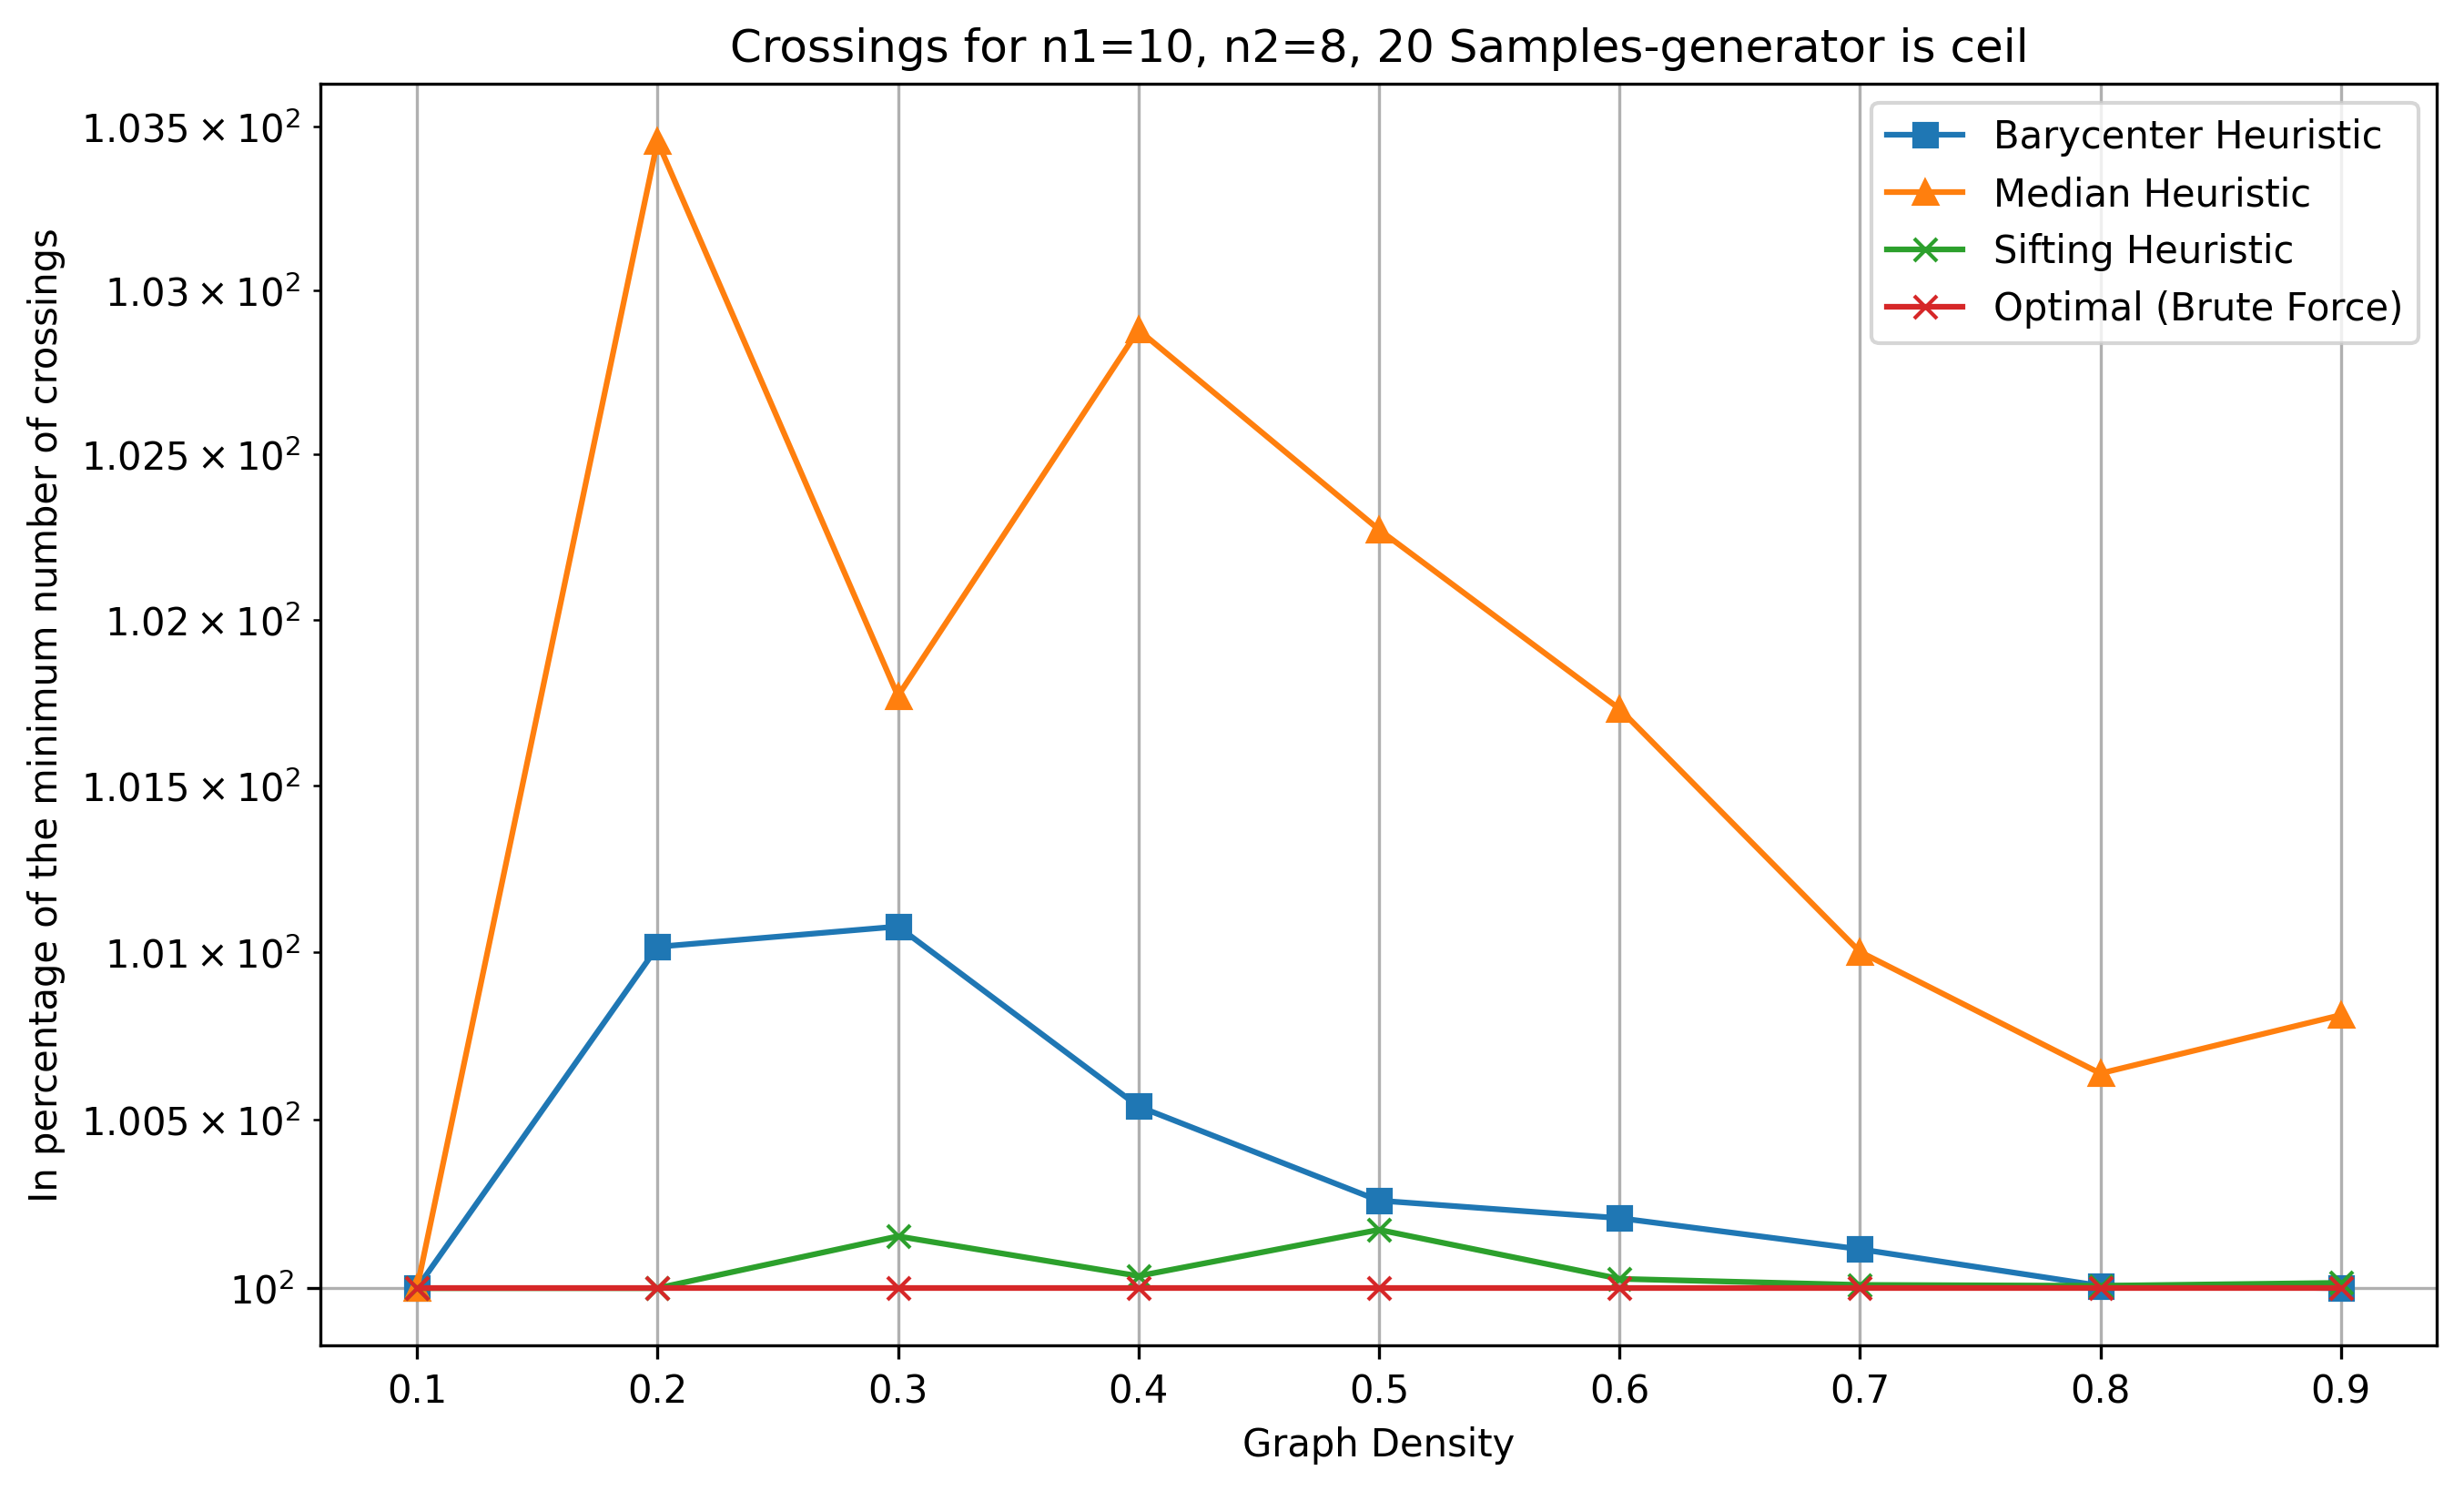 Crossings for n1=10, n2=8, 20 Samples-generator is ceil
In percentage of the minimum number of crossings
1.035 × 10²
1.03 × 10²
1.025 × 10²
1.02 × 10²
1.015 × 10²
1.01 × 10²
1.005 × 10²
10²
Barycenter Heuristic
Median Heuristic
Sifting Heuristic
Optimal (Brute Force)
0.1 0.2 0.3 0.4 0.5 0.6 0.7 0.8 0.9
Graph Density